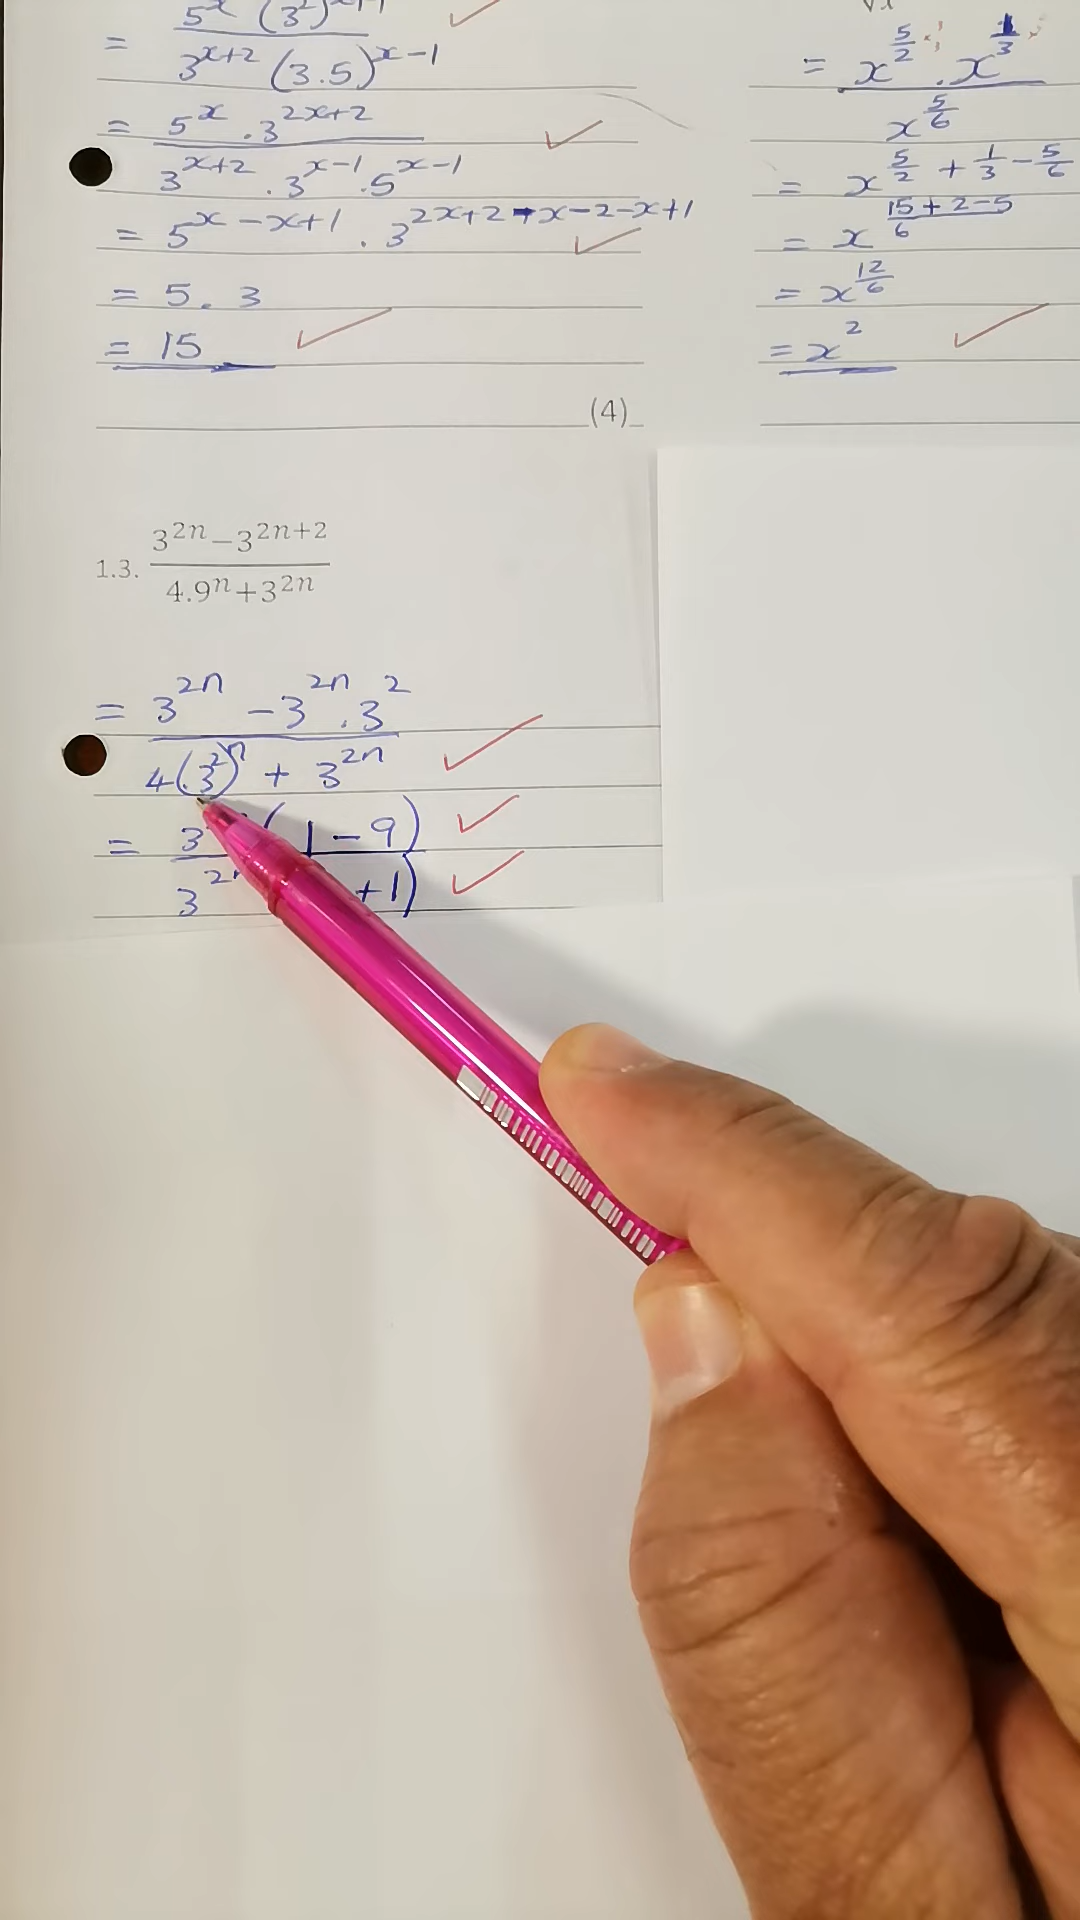 = 5^x (3^2)^x+1 / 3^x+2 (3.5)^x-1
= 5^x . 3^2x+2 / 3^x+2 . 3^x-1 . 5^x-1
= 5^x-x+1 . 3^2x+2-x-2-x+1
= 5 . 3
= 15
(4)
= x^5/2 . x^1/3 / x^5/6
= x^5/2 + 1/3 - 5/6
= x^15+2-5/6
= x^12/6
= x^2
1.3. 3^2n-3^2n+2 / 4.9^n+3^2n
= 3^2n - 3^2n . 3^2 / 4(.3^2)^n + 3^2n
= 3 ( 1 - 9) / 3^2n +1)